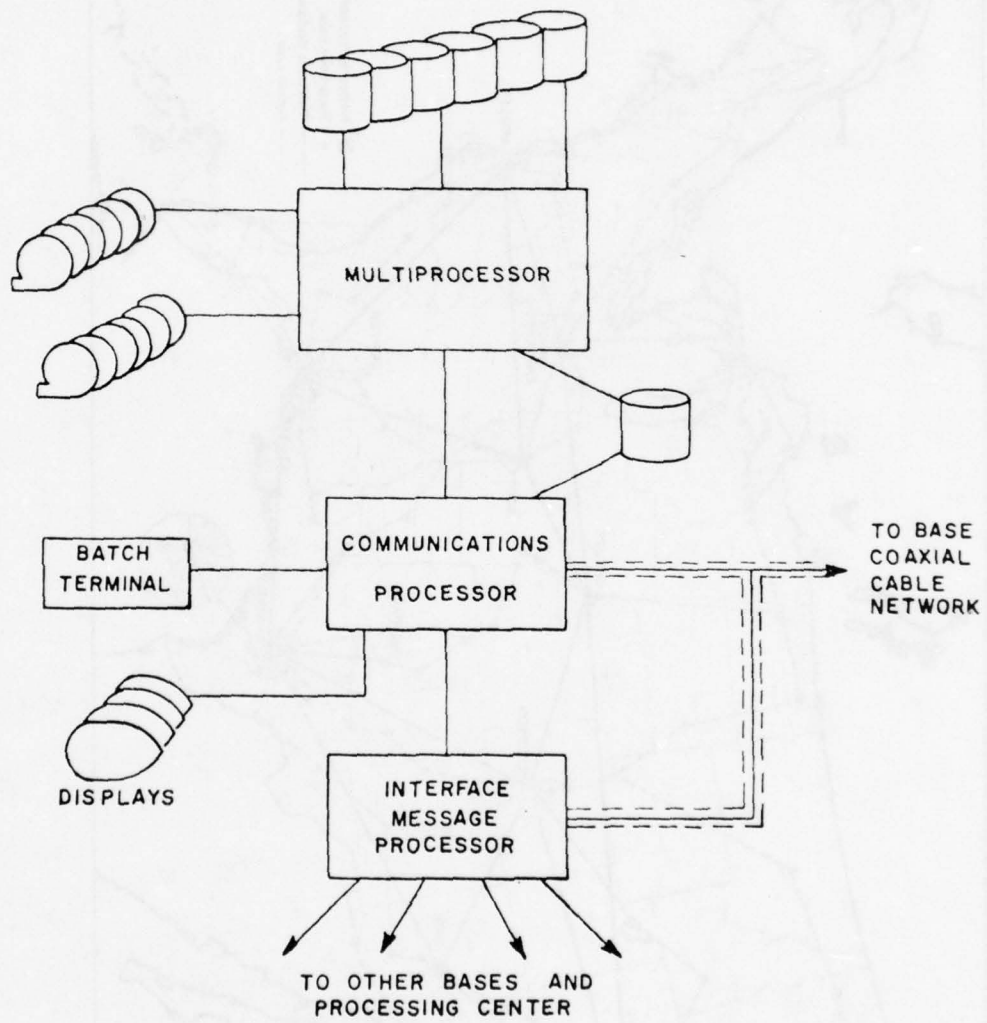 MULTIPROCESSOR
COMMUNICATIONS
PROCESSOR
BATCH
TERMINAL
TO BASE
COAXIAL
CABLE
NETWORK
DISPLAYS
INTERFACE
MESSAGE
PROCESSOR
TO OTHER BASES AND
PROCESSING CENTER